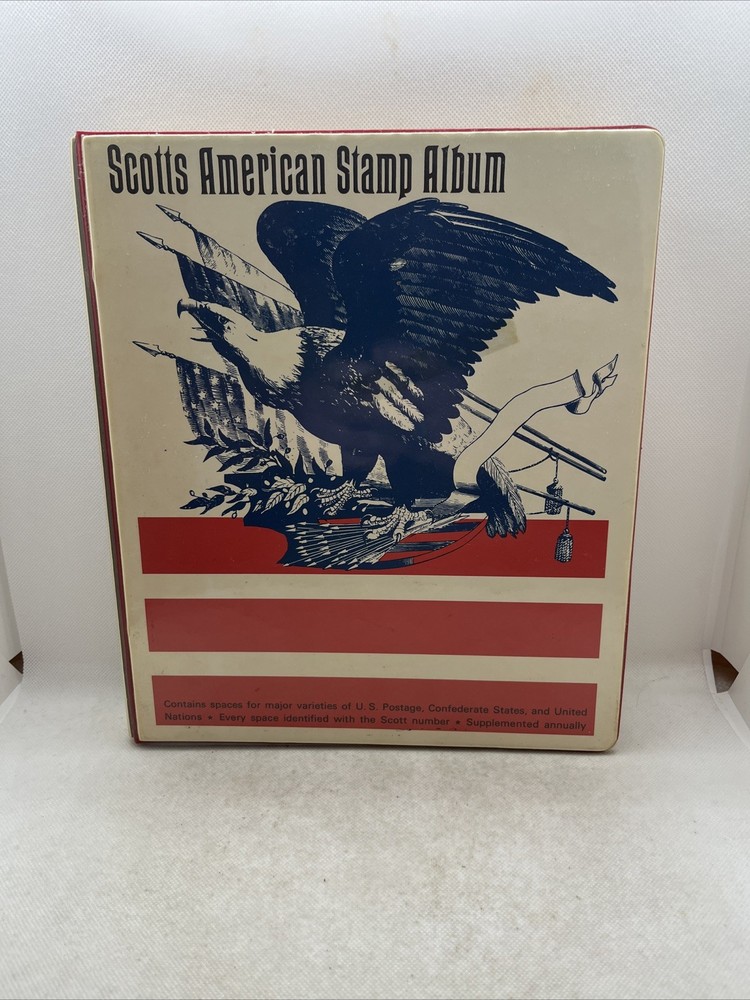 Scotts American Stamp Album
Contains spaces for major varieties of U.S. Postage, Confederate States, and United
Nations • Every space identified with the Scott number • Supplemented annually